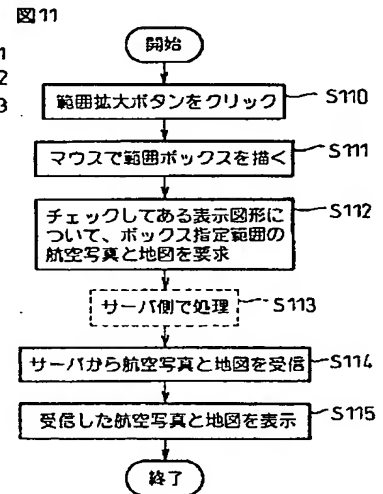 図11
1
2
3
開始
範囲拡大ボタンをクリック
S110
マウスで範囲ボックスを描く
S111
チェックしてある表示図形に
ついて、ボックス指定範囲の
航空写真と地図を要求
S112
サーバ側で処理
S113
サーバから航空写真と地図を受信
S114
受信した航空写真と地図を表示
S115
終了